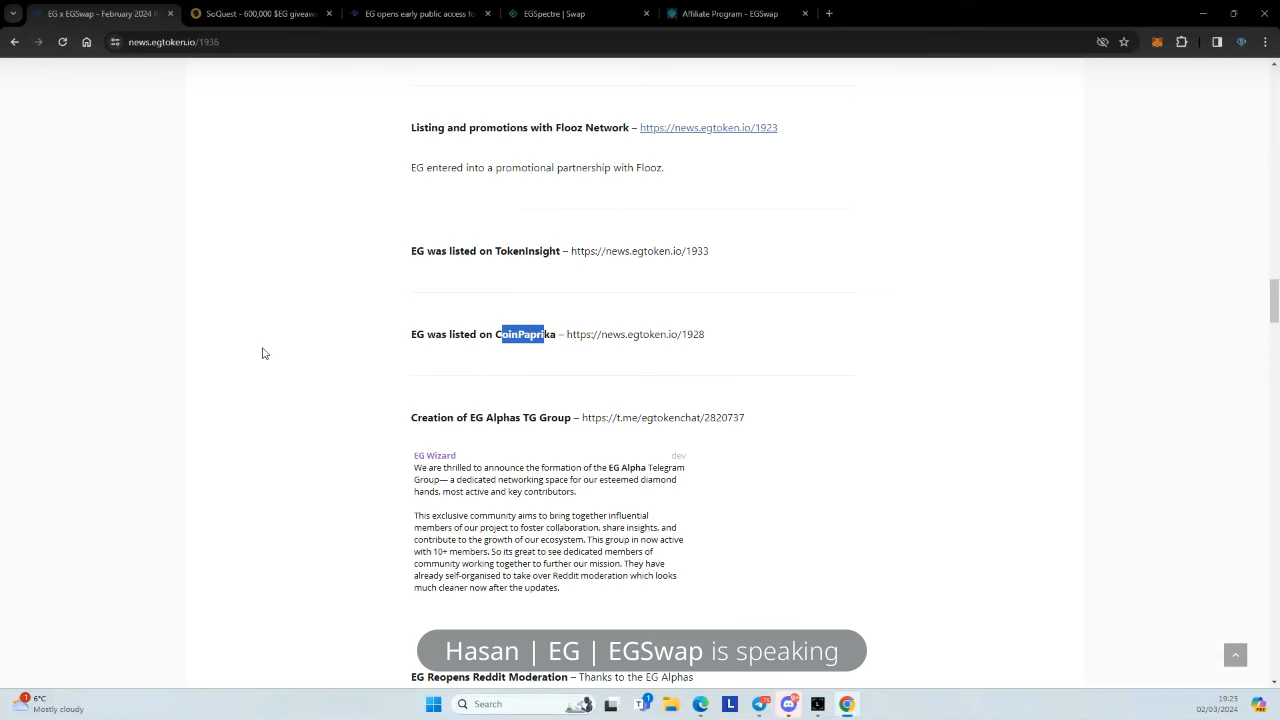 EG x EGSwap - February 2024 R
SoQuest - 600,000 $EG giveaw
EG opens early public access fo
EGSpectre | Swap
Affiliate Program - EGSwap
news.egtoken.io/1936
Listing and promotions with Flooz Network – https://news.egtoken.io/1923
EG entered into a promotional partnership with Flooz.
EG was listed on TokenInsight – https://news.egtoken.io/1933
EG was listed on CoinPaprika – https://news.egtoken.io/1928
Creation of EG Alphas TG Group – https://t.me/egtokenchat/2820737
EG Wizard dev
We are thrilled to announce the formation of the EG Alpha Telegram
Group— a dedicated networking space for our esteemed diamond
hands, most active and key contributors.
This exclusive community aims to bring together influential
members of our project to foster collaboration, share insights, and
contribute to the growth of our ecosystem. This group in now active
with 10+ members. So its great to see dedicated members of
community working together to further our mission. They have
already self-organised to take over Reddit moderation which looks
much cleaner now after the updates.
Hasan | EG | EGSwap is speaking
EG Reopens Reddit Moderation – Thanks to the EG Alphas
1
6°C
Mostly cloudy
Search
1
L
9+
L
19:25
02/03/2024